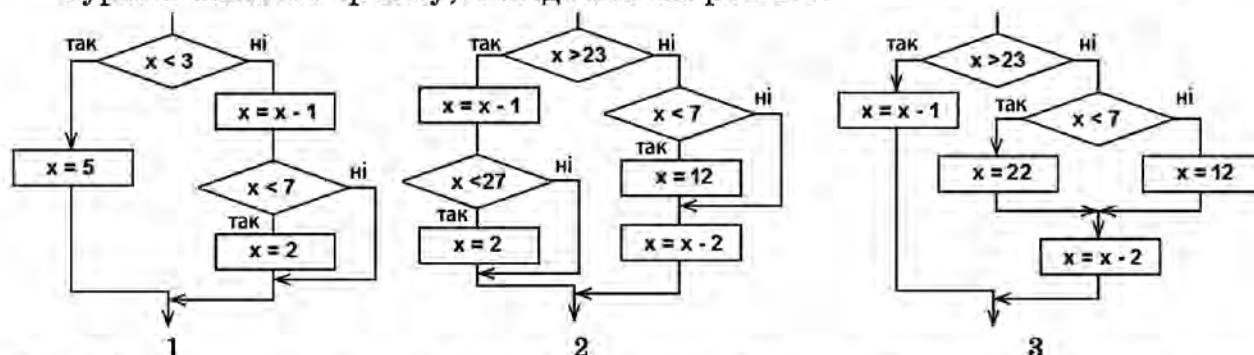 так x < 3 ні
x = 5
x = x - 1
x < 7 ні
так
x = 2
1
так x >23 ні
x = x - 1
x <27 ні
так
x = 2
x < 7 ні
так
x = 12
x = x - 2
2
так x >23 ні
x = x - 1
так x < 7 ні
x = 22
x = 12
x = x - 2
3